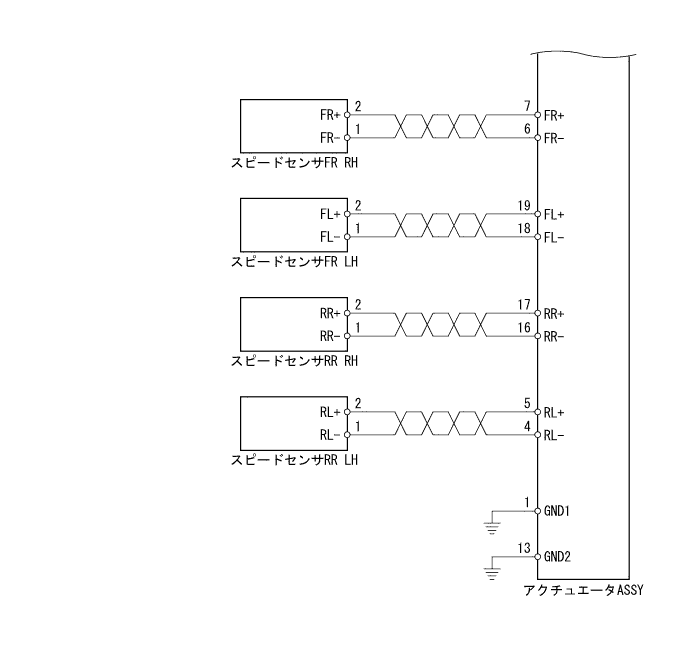 2 7
FR+ FR+
1 6
FR- FR-
スピードセンサFR RH
2 19
FL+ FL+
1 18
FL- FL-
スピードセンサFR LH
2 17
RR+ RR+
1 16
RR- RR-
スピードセンサRR RH
2 5
RL+ RL+
1 4
RL- RL-
スピードセンサRR LH
1
GND1
13
GND2
アクチュエータASSY